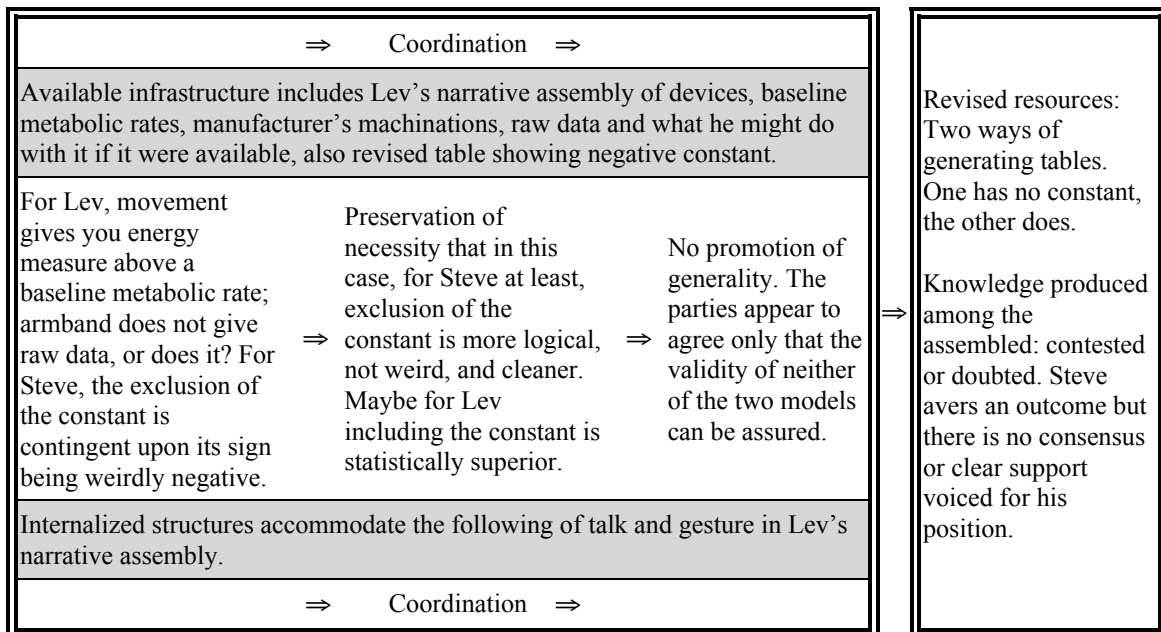 ⇒ Coordination ⇒
Available infrastructure includes Lev’s narrative assembly of devices, baseline
metabolic rates, manufacturer’s machinations, raw data and what he might do
with it if it were available, also revised table showing negative constant.
For Lev, movement
gives you energy
measure above a
baseline metabolic rate;
armband does not give
raw data, or does it? For
Steve, the exclusion of
the constant is
contingent upon its sign
being weirdly negative.
⇒
Preservation of
necessity that in this
case, for Steve at least,
exclusion of the
constant is more logical,
not weird, and cleaner.
Maybe for Lev
including the constant is
statistically superior.
⇒
No promotion of
generality. The
parties appear to
agree only that the
validity of neither
of the two models
can be assured.
Internalized structures accommodate the following of talk and gesture in Lev’s
narrative assembly.
⇒ Coordination ⇒
⇒
Revised resources:
Two ways of
generating tables.
One has no constant,
the other does.
Knowledge produced
among the
assembled: contested
or doubted. Steve
avers an outcome but
there is no consensus
or clear support
voiced for his
position.